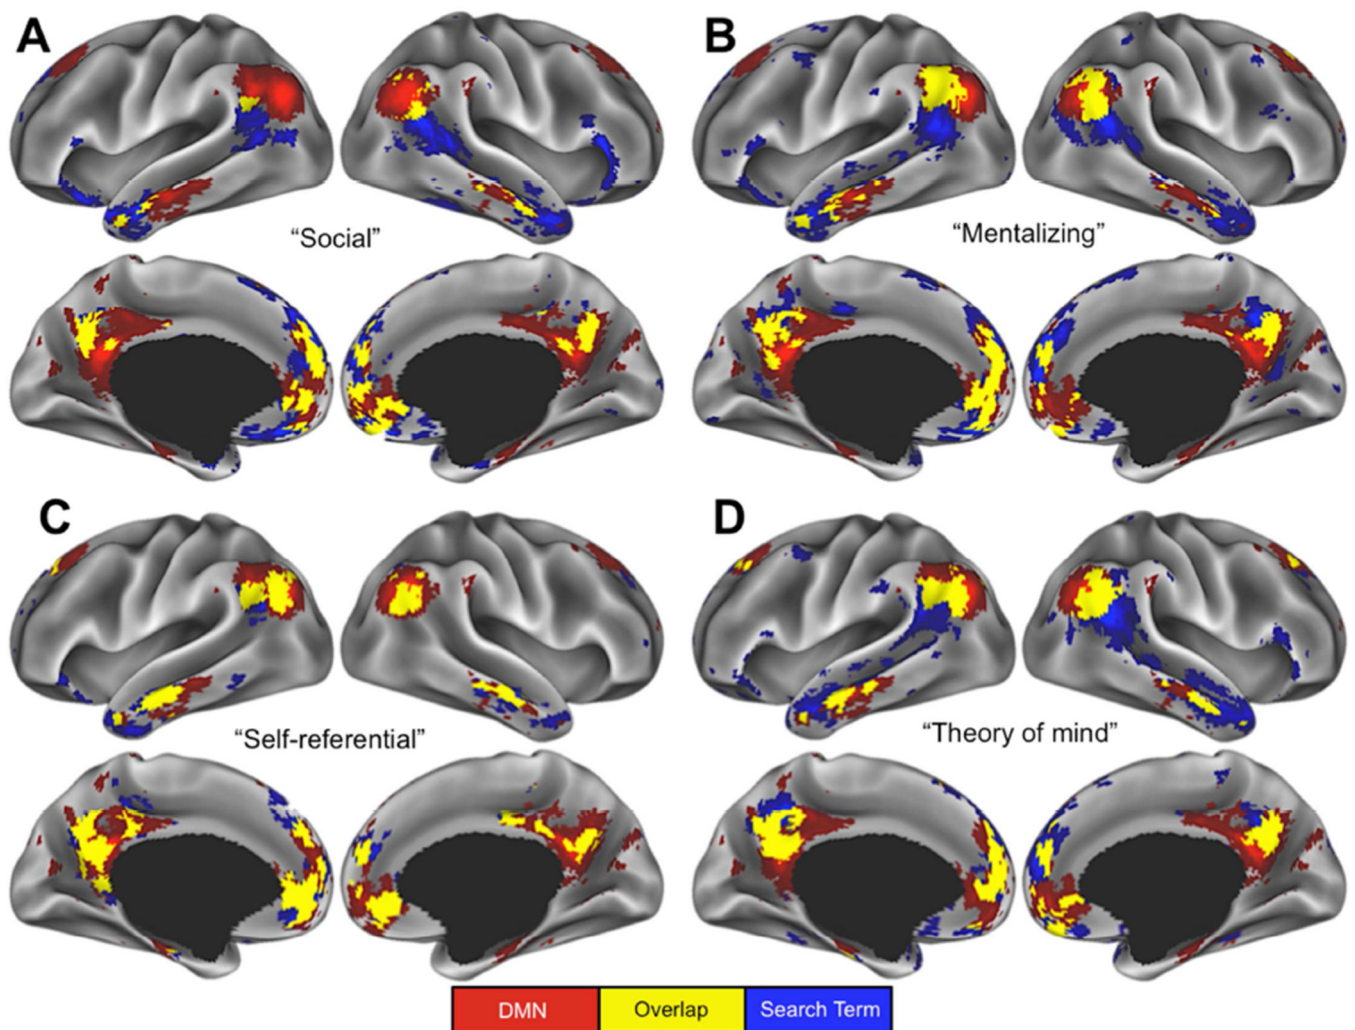 A
B
“Social”
“Mentalizing”
C
D
“Self-referential”
“Theory of mind”
DMN
Overlap
Search Term